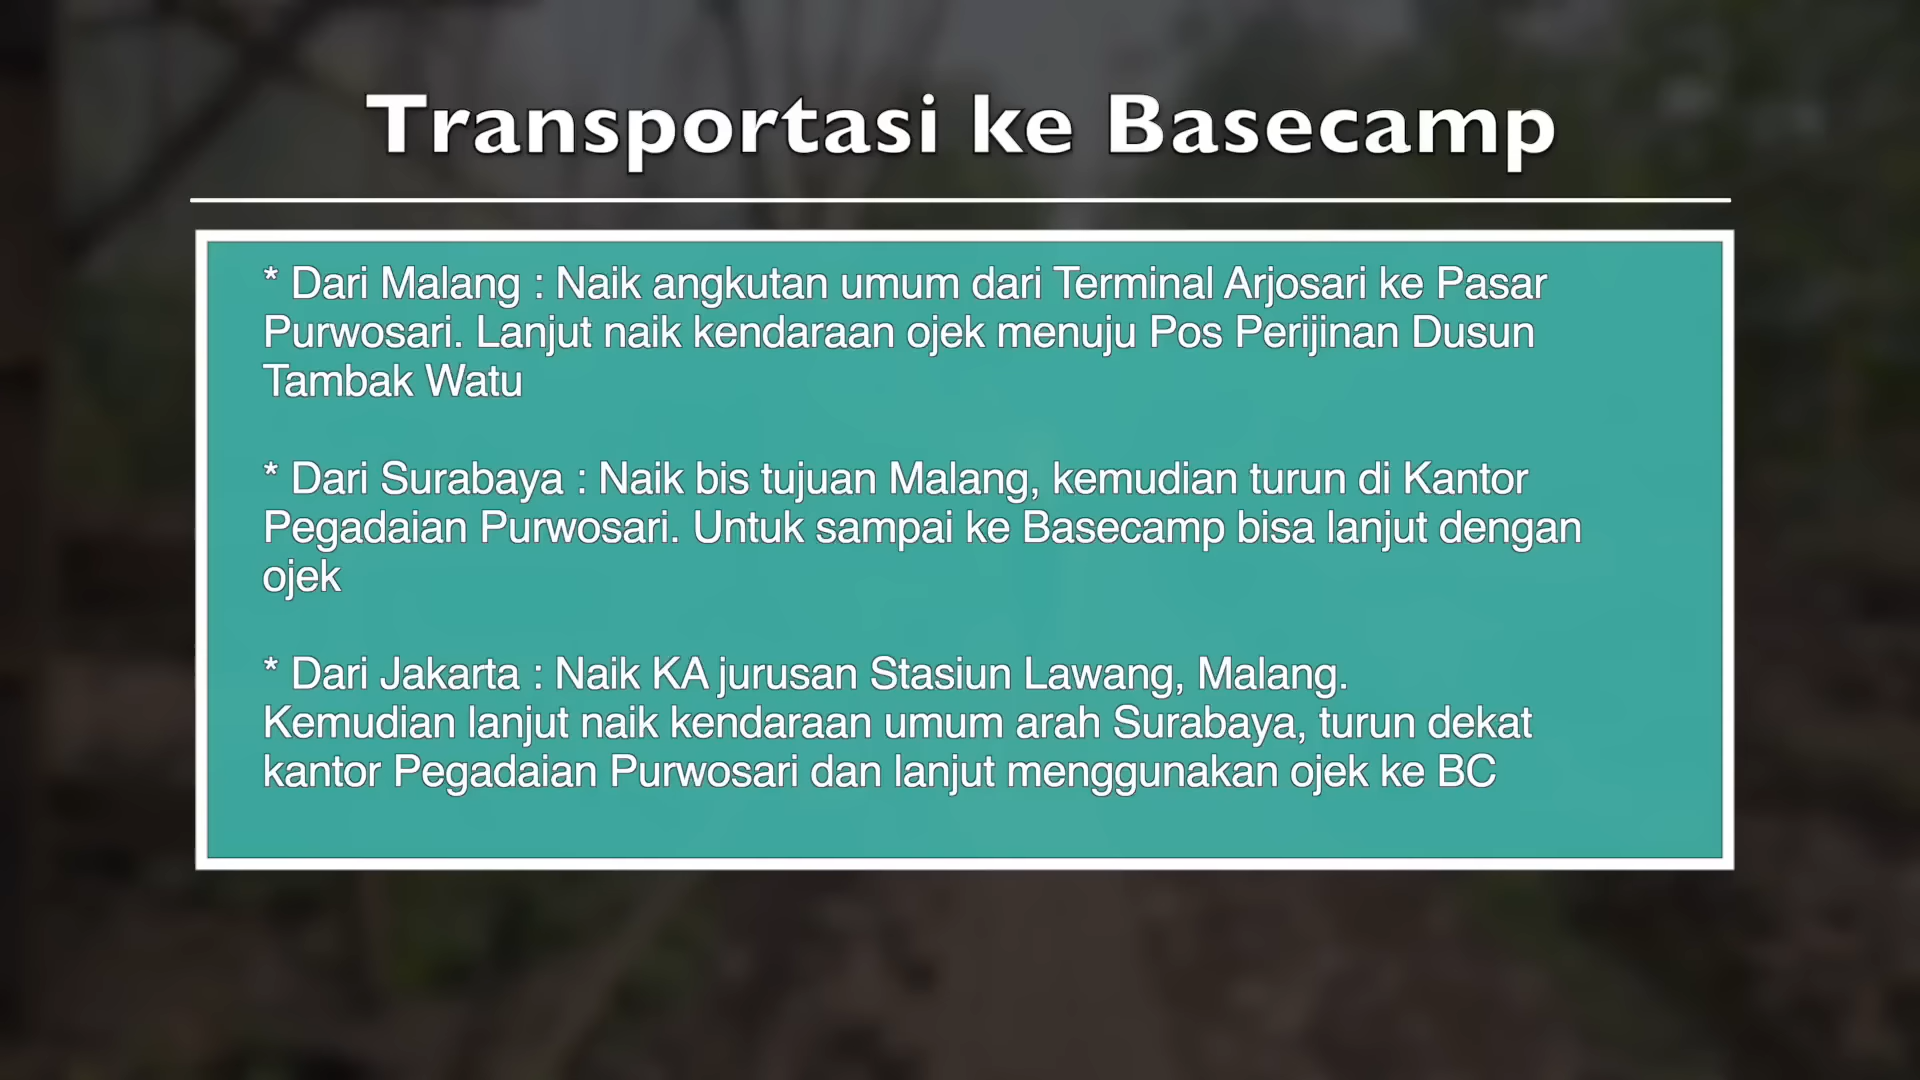 Transportasi ke Basecamp
* Dari Malang : Naik angkutan umum dari Terminal Arjosari ke Pasar
Purwosari. Lanjut naik kendaraan ojek menuju Pos Perijinan Dusun
Tambak Watu
* Dari Surabaya : Naik bis tujuan Malang, kemudian turun di Kantor
Pegadaian Purwosari. Untuk sampai ke Basecamp bisa lanjut dengan
ojek
* Dari Jakarta : Naik KA jurusan Stasiun Lawang, Malang.
Kemudian lanjut naik kendaraan umum arah Surabaya, turun dekat
kantor Pegadaian Purwosari dan lanjut menggunakan ojek ke BC